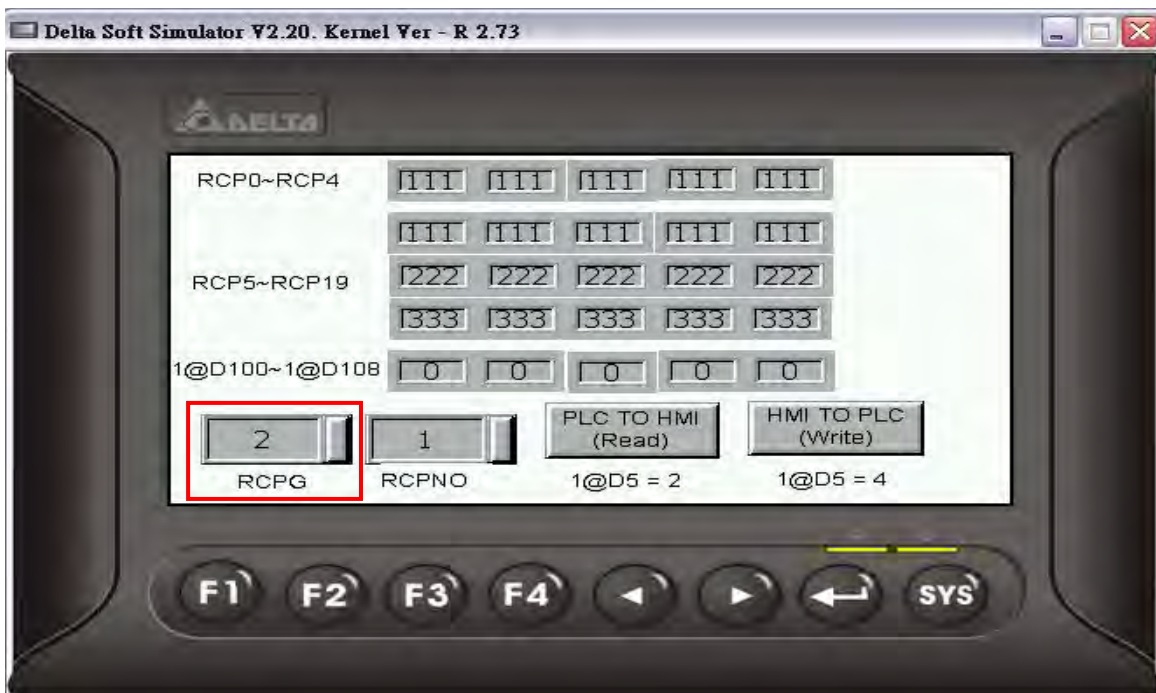 Delta Soft Simulator V2.20. Kernel Ver - R 2.73
DELTA
RCP0~RCP4 111 111 111 111 111
111 111 111 111 111
RCP5~RCP19 222 222 222 222 222
333 333 333 333 333
1@D100~1@D108 0 0 0 0 0
2 1 PLC TO HMI (Read) HMI TO PLC (Write)
RCPG RCPNO 1@D5 = 2 1@D5 = 4
F1 F2 F3 F4 SYS